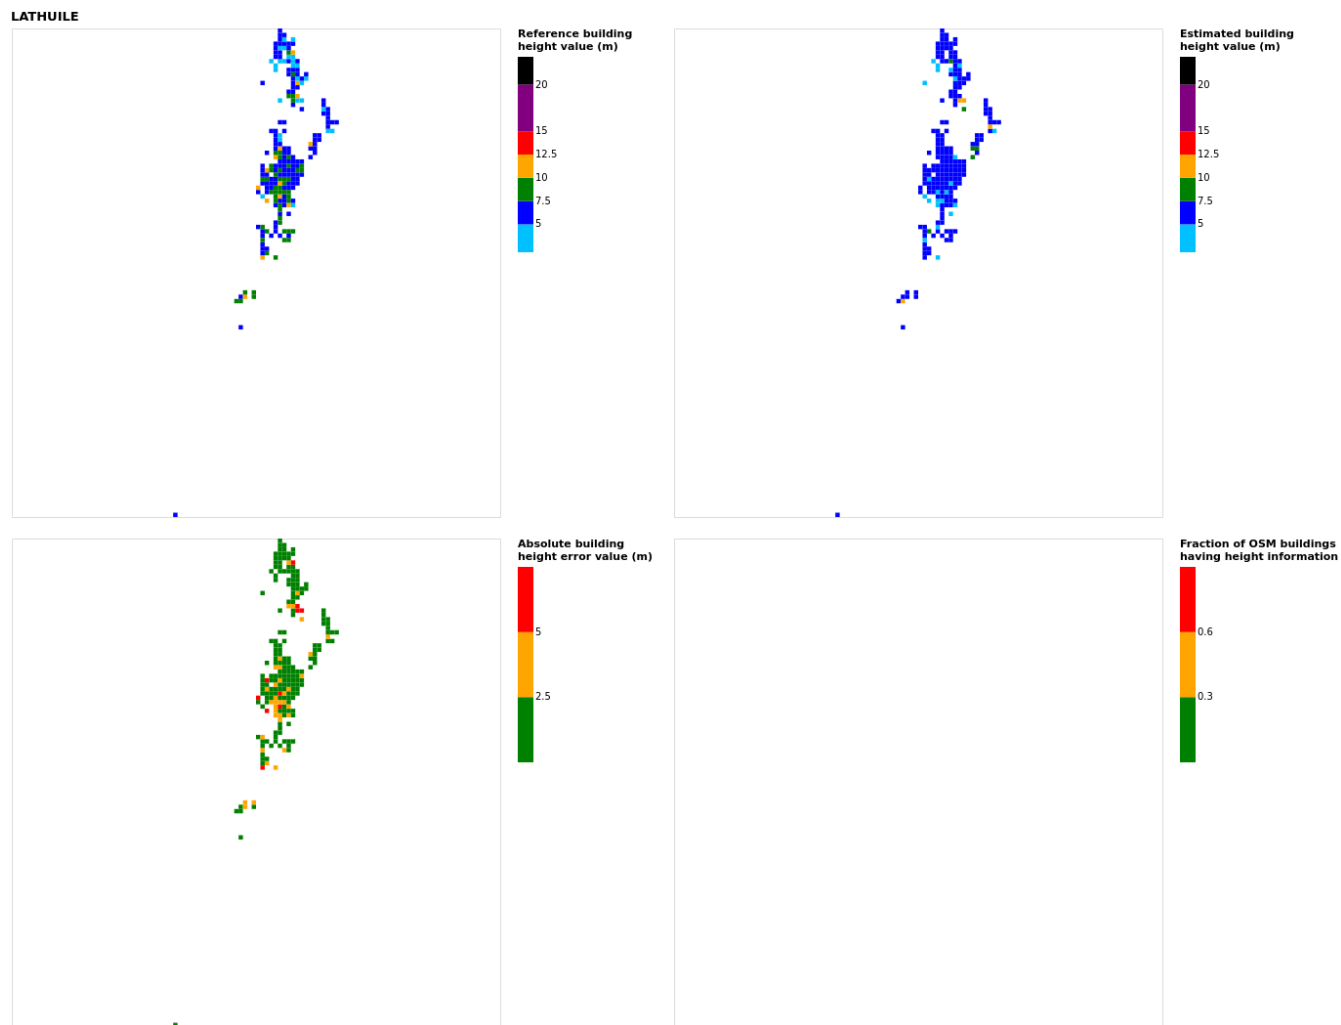 LATHUILE
Reference building
height value (m)
20
15
12.5
10
7.5
5
Estimated building
height value (m)
20
15
12.5
10
7.5
5
Absolute building
height error value (m)
5
2.5
Fraction of OSM buildings
having height information
0.6
0.3